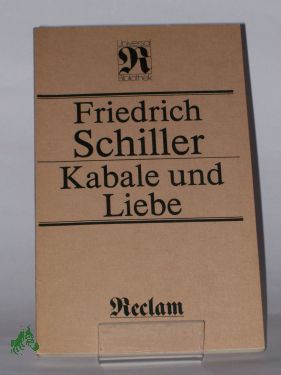 Universal
R
Bibliothek
Friedrich
Schiller
Kabale und
Liebe
Reclam